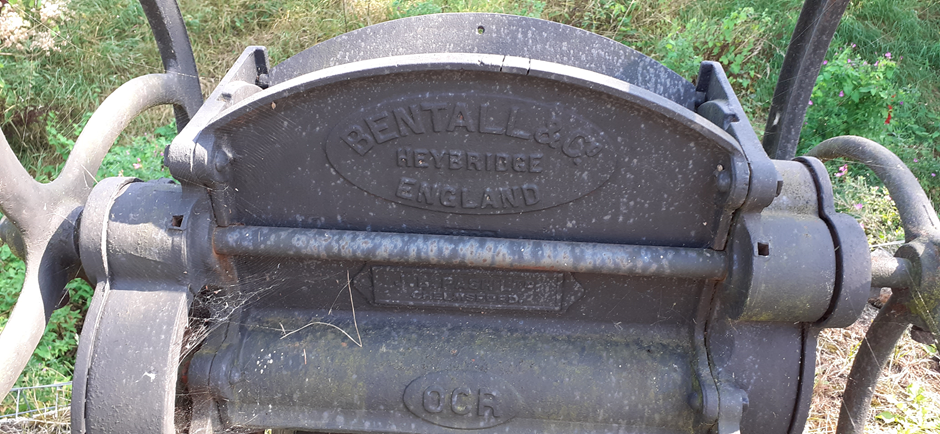 BENTALL & Co.
HEYBRIDGE
ENGLAND
OCR